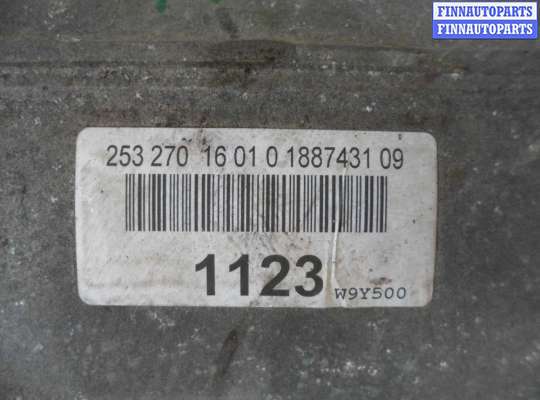 FINNAUTOPARTS
FINNAUTOPARTS
253 270 16 01 0 1887431 09
1123 W9Y500